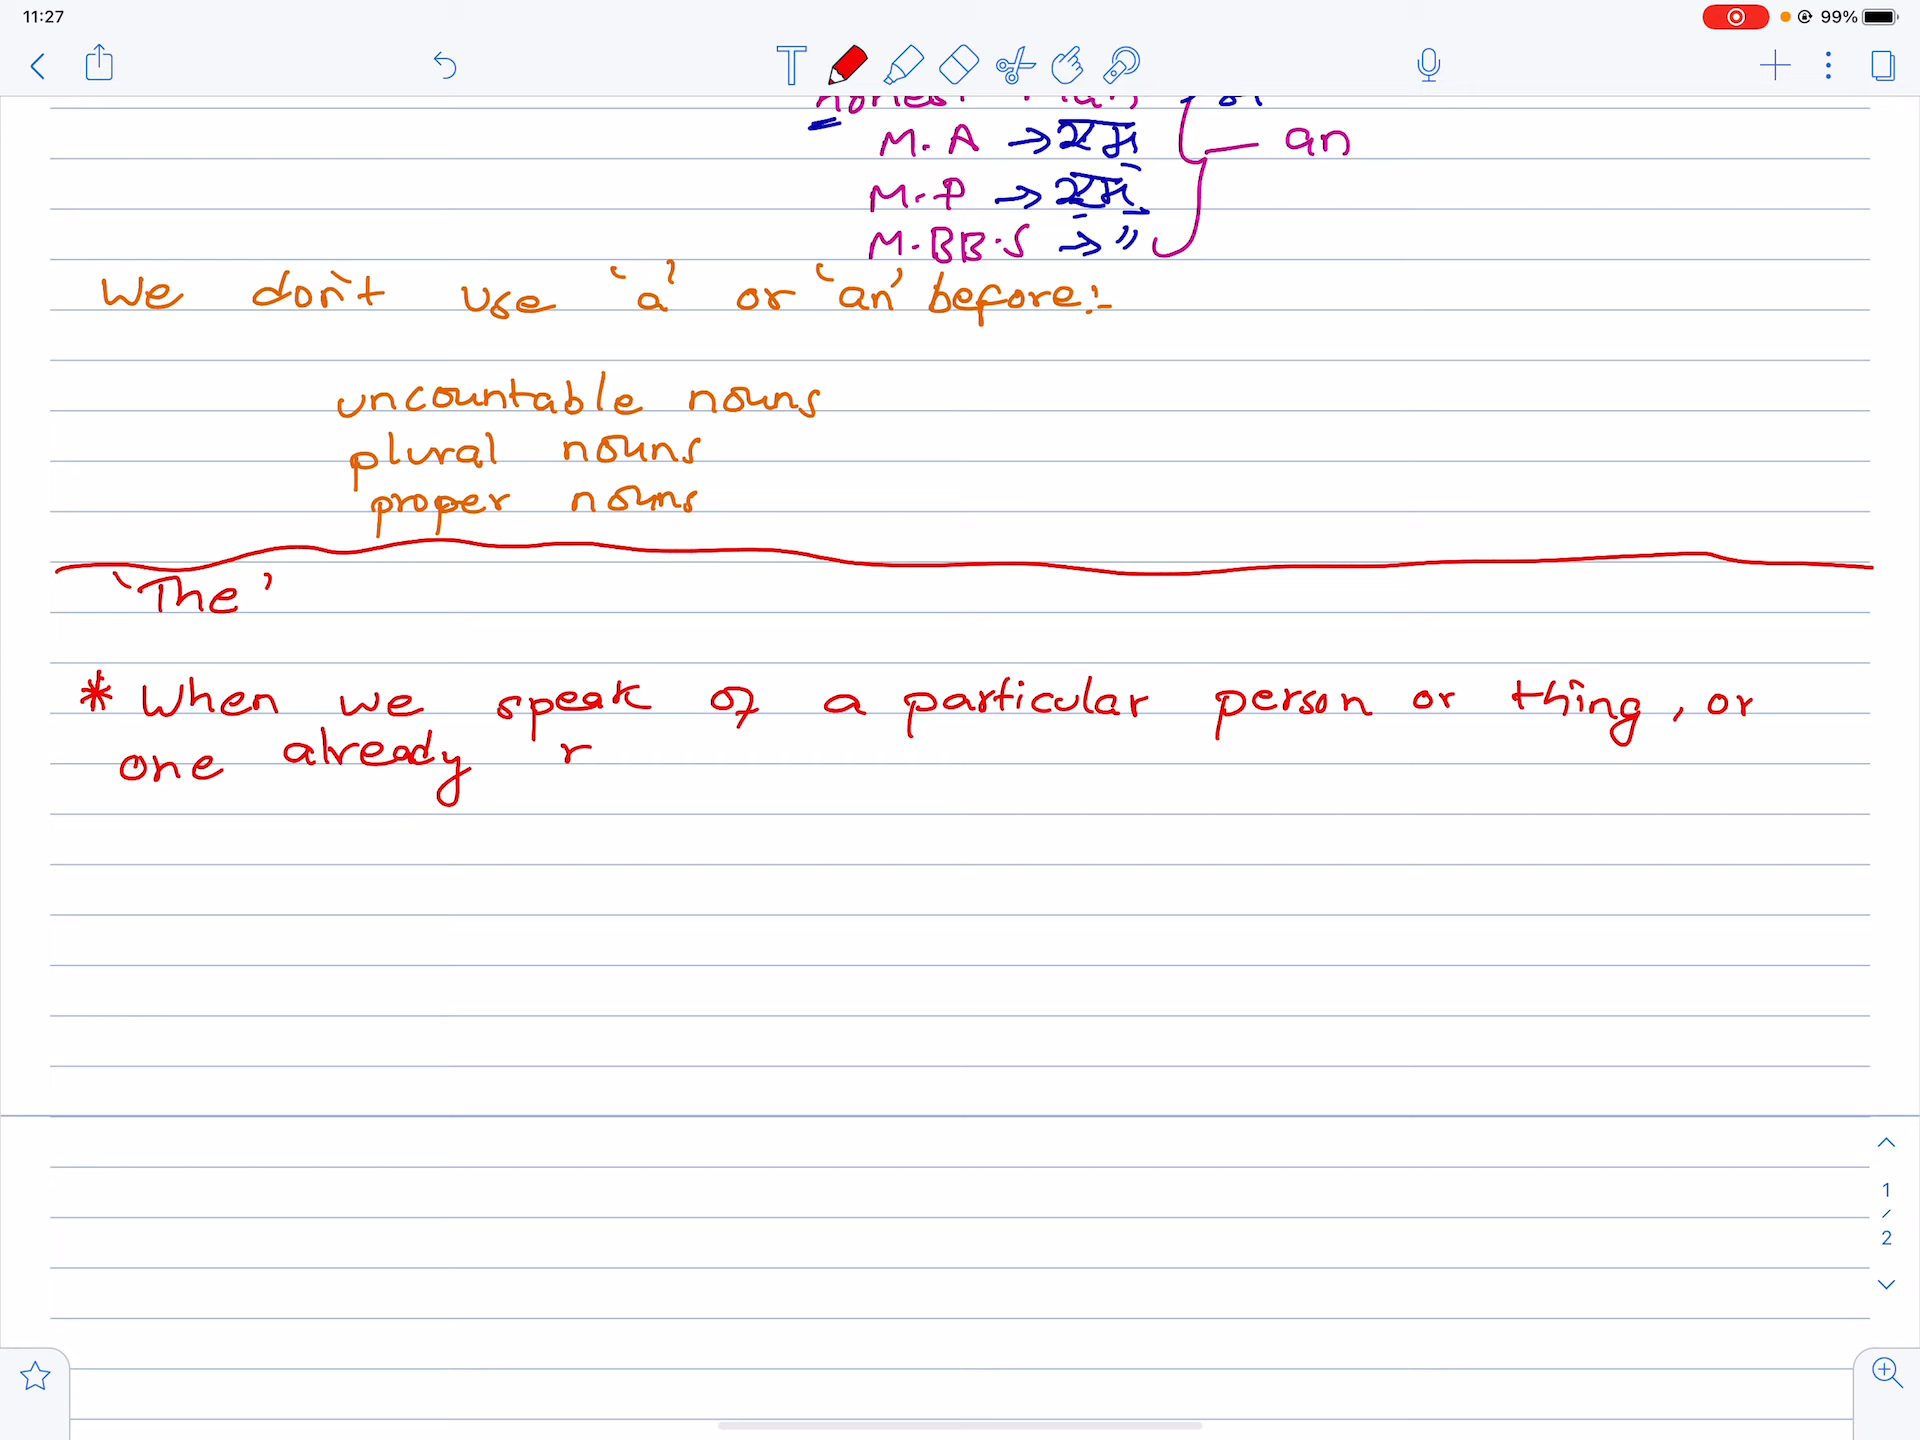 11:27
99%
M.A → एम
an
M.P → एम
M.BB.S → "
We don't use 'a' or 'an' before:-
uncountable nouns
plural nouns
proper nouns
'The'
* When we speak of a particular person or thing, or
one already r
1
/
2